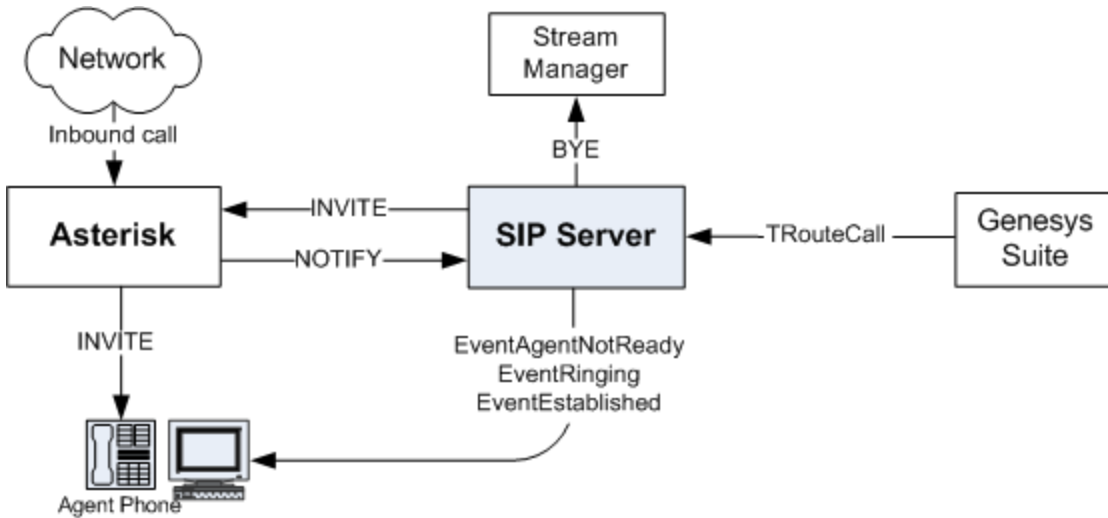 Network
Stream
Manager
Inbound call
BYE
Asterisk
INVITE
NOTIFY
SIP Server
TRouteCall
Genesys
Suite
INVITE
EventAgentNotReady
EventRinging
EventEstablished
Agent Phone